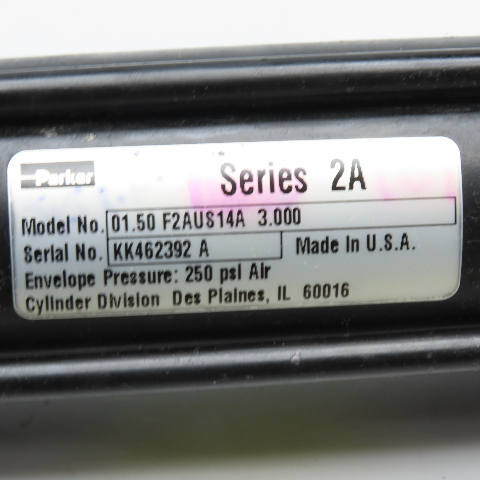 Parker Series 2A
Model No. 01.50 F2AUS14A 3.000
Serial No. KK462392 A Made In U.S.A.
Envelope Pressure: 250 psi Air
Cylinder Division Des Plaines, IL 60016